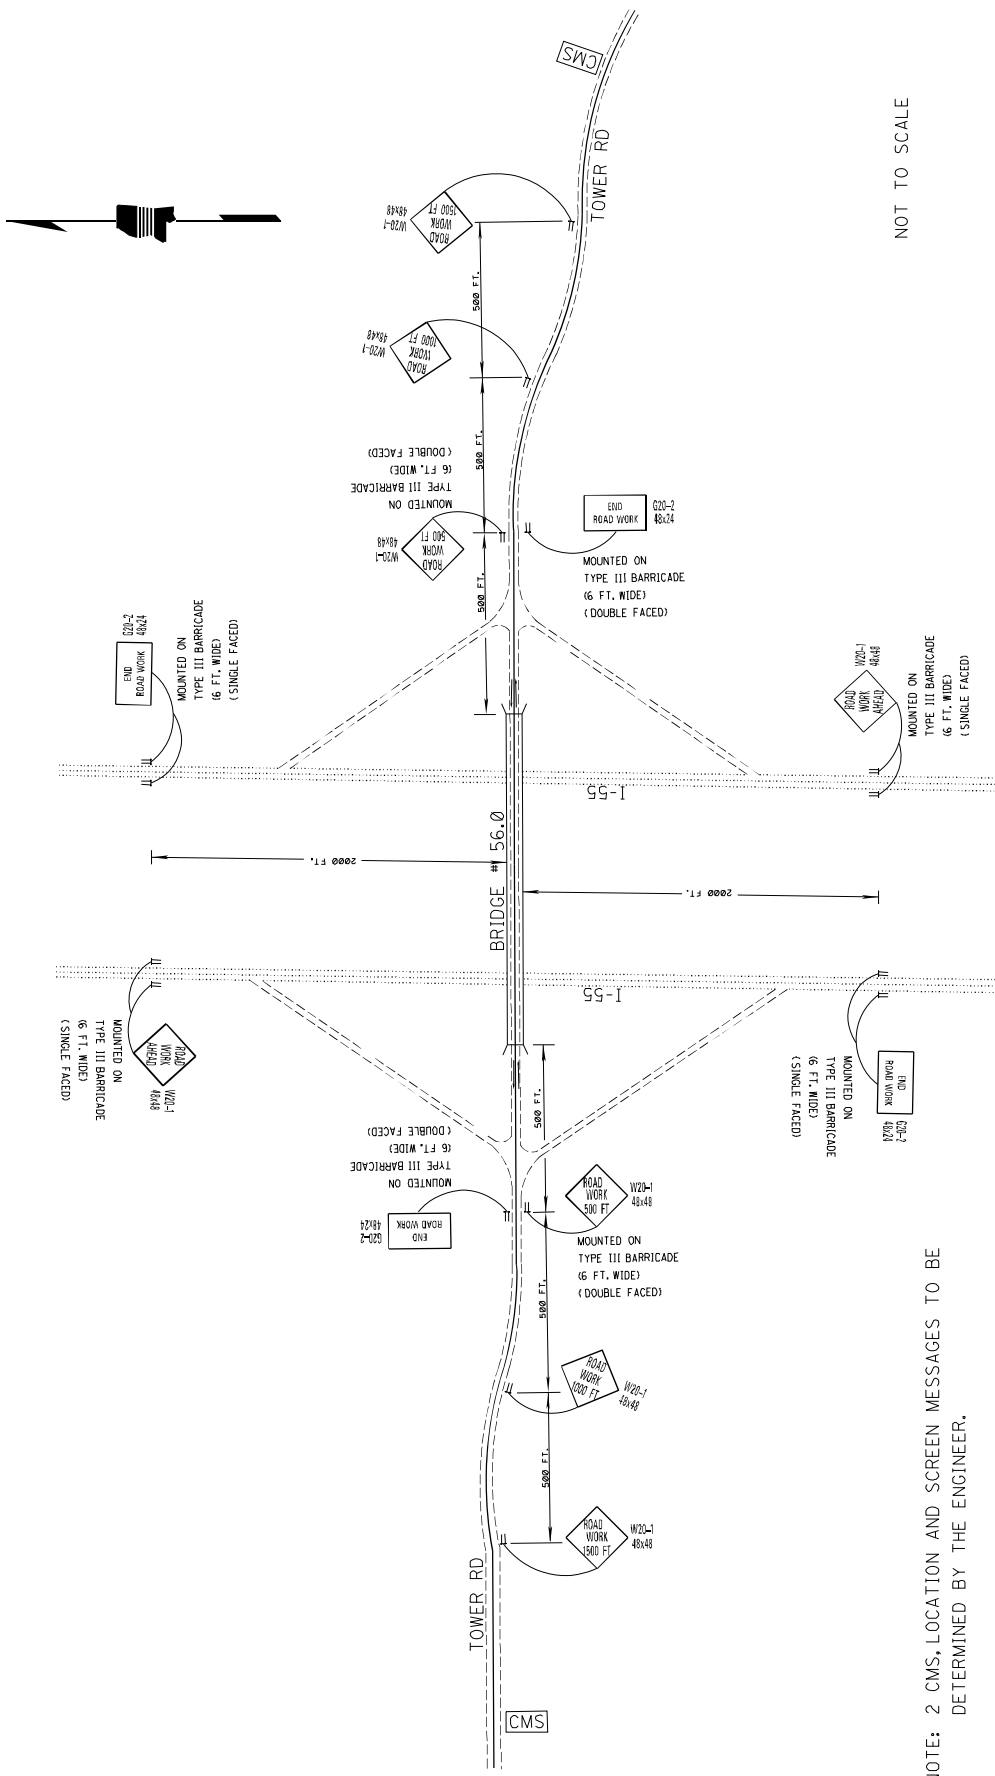 CMS
TOWER RD
NOT TO SCALE
ROAD
WORK
1500 FT
W20-1
48x48
500 FT.
ROAD
WORK
1000 FT
W20-1
48x48
500 FT.
MOUNTED ON
TYPE III BARRICADE
(6 FT. WIDE)
(DOUBLE FACED)
ROAD
WORK
500 FT
W20-1
48x48
500 FT.
END
ROAD WORK
G20-2
48x24
MOUNTED ON
TYPE III BARRICADE
(6 FT. WIDE)
(DOUBLE FACED)
END
ROAD WORK
G20-2
48x24
MOUNTED ON
TYPE III BARRICADE
(6 FT. WIDE)
(SINGLE FACED)
ROAD
WORK
AHEAD
W20-1
48x48
MOUNTED ON
TYPE III BARRICADE
(6 FT. WIDE)
(SINGLE FACED)
I-55
2000 FT.
BRIDGE # 56.0
2000 FT.
I-55
ROAD
WORK
AHEAD
W20-1
48x48
MOUNTED ON
TYPE III BARRICADE
(6 FT. WIDE)
(SINGLE FACED)
END
ROAD WORK
G20-2
48x24
MOUNTED ON
TYPE III BARRICADE
(6 FT. WIDE)
(SINGLE FACED)
500 FT.
MOUNTED ON
TYPE III BARRICADE
(6 FT. WIDE)
(DOUBLE FACED)
END
ROAD WORK
G20-2
48x24
ROAD
WORK
500 FT
W20-1
48x48
MOUNTED ON
TYPE III BARRICADE
(6 FT. WIDE)
(DOUBLE FACED)
500 FT.
ROAD
WORK
1000 FT
W20-1
48x48
500 FT.
ROAD
WORK
1500 FT
W20-1
48x48
TOWER RD
CMS
NOTE: 2 CMS, LOCATION AND SCREEN MESSAGES TO BE
DETERMINED BY THE ENGINEER.